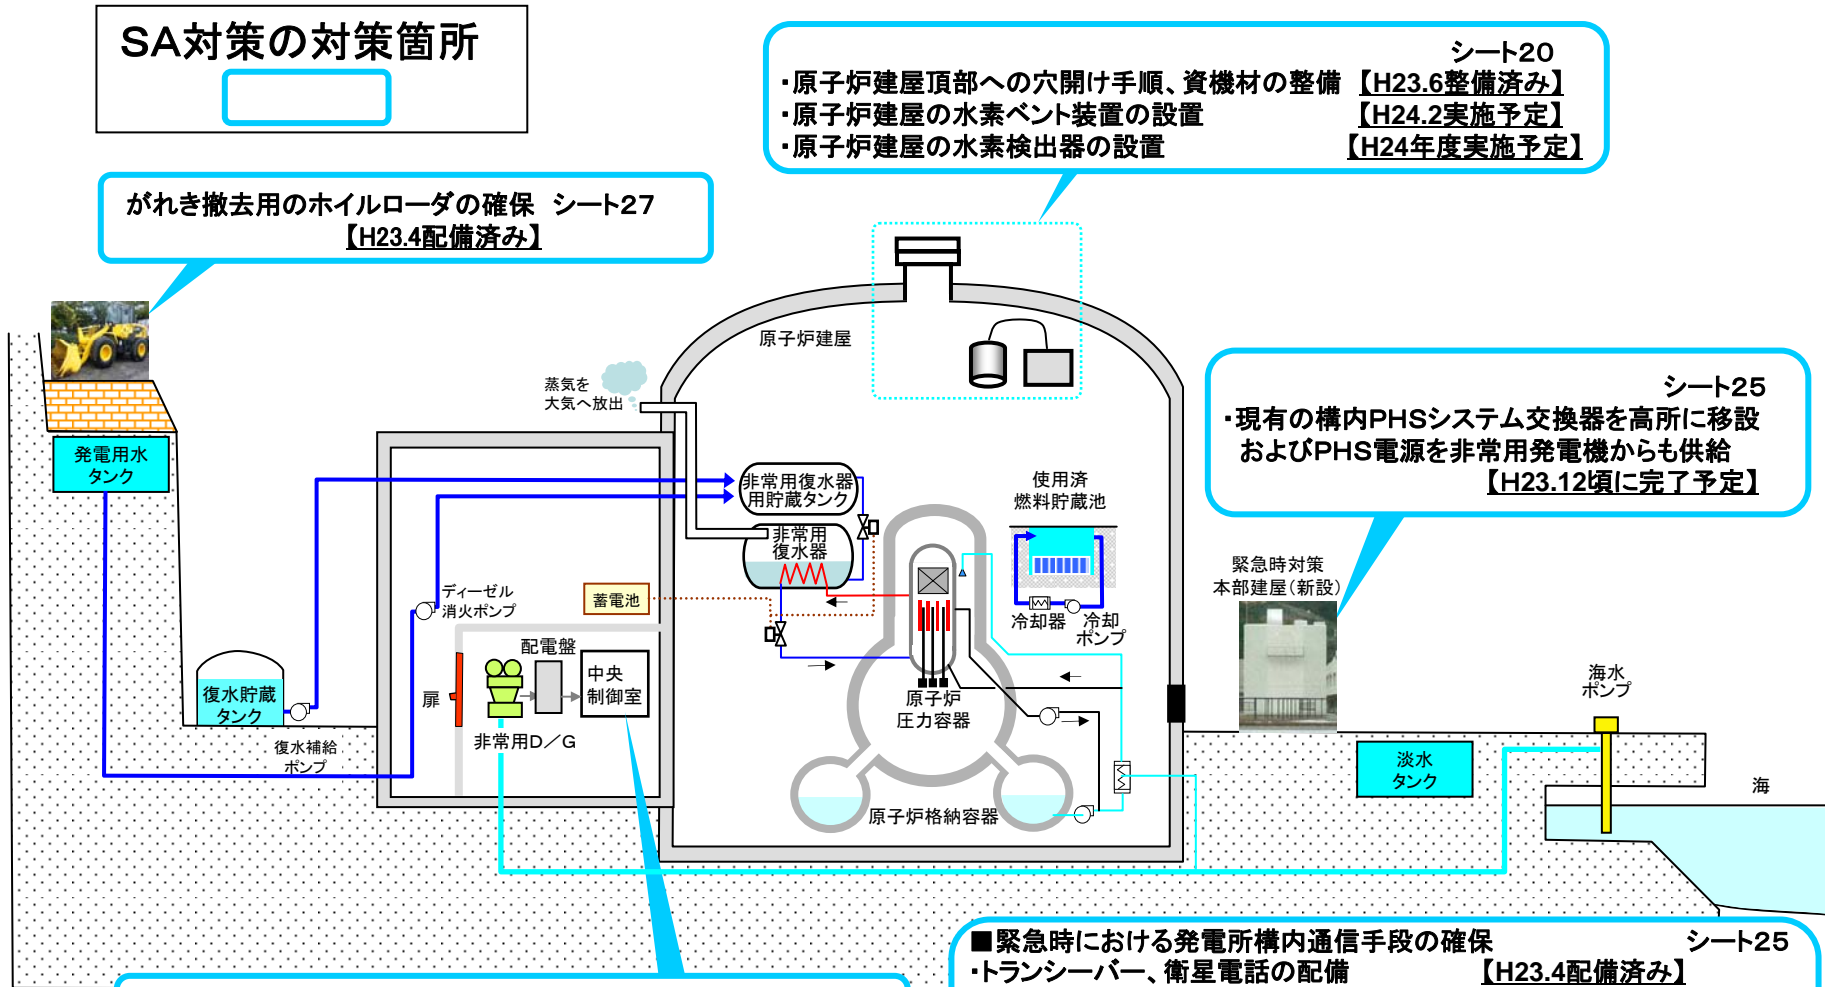 SA対策の対策箇所
シート20
・原子炉建屋頂部への穴開け手順、資機材の整備 【H23.6整備済み】
・原子炉建屋の水素ベント装置の設置 【H24.2実施予定】
・原子炉建屋の水素検出器の設置 【H24年度実施予定】
がれき撤去用のホイルローダの確保 シート27
【H23.4配備済み】
原子炉建屋
蒸気を
大気へ放出
シート25
・現有の構内PHSシステム交換器を高所に移設
およびPHS電源を非常用発電機からも供給
【H23.12頃に完了予定】
発電用水
タンク
非常用復水器
用貯蔵タンク
使用済
燃料貯蔵池
非常用
復水器
緊急時対策
本部建屋(新設)
ディーゼル
消火ポンプ
蓄電池
冷却器
冷却
ポンプ
配電盤
中央
制御室
扉
復水貯蔵
タンク
原子炉
圧力容器
海水
ポンプ
非常用D／G
復水補給
ポンプ
淡水
タンク
海
原子炉格納容器
■緊急時における発電所構内通信手段の確保 シート25
・トランシーバー、衛星電話の配備 【H23.4配備済み】